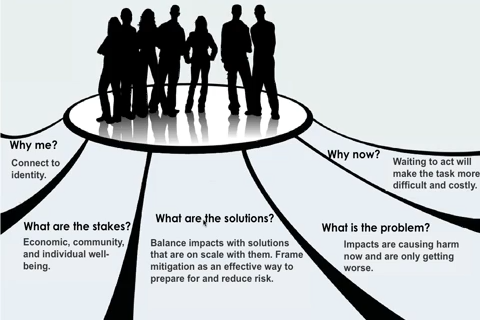 Why me?
Connect to
identity.
What are the stakes?
Economic, community,
and individual well-
being.
What are the solutions?
Balance impacts with solutions
that are on scale with them. Frame
mitigation as an effective way to
prepare for and reduce risk.
What is the problem?
Impacts are causing harm
now and are only getting
worse.
Why now?
Waiting to act will
make the task more
difficult and costly.